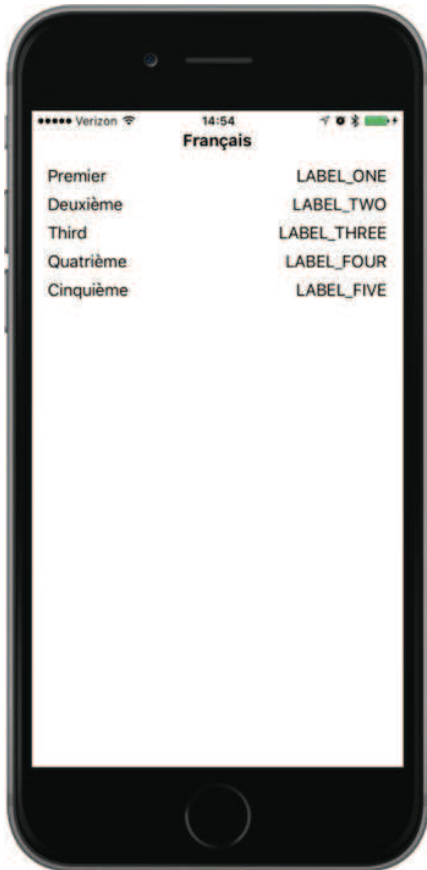 Verizon 14:54
Français
Premier LABEL_ONE
Deuxième LABEL_TWO
Third LABEL_THREE
Quatrième LABEL_FOUR
Cinquième LABEL_FIVE